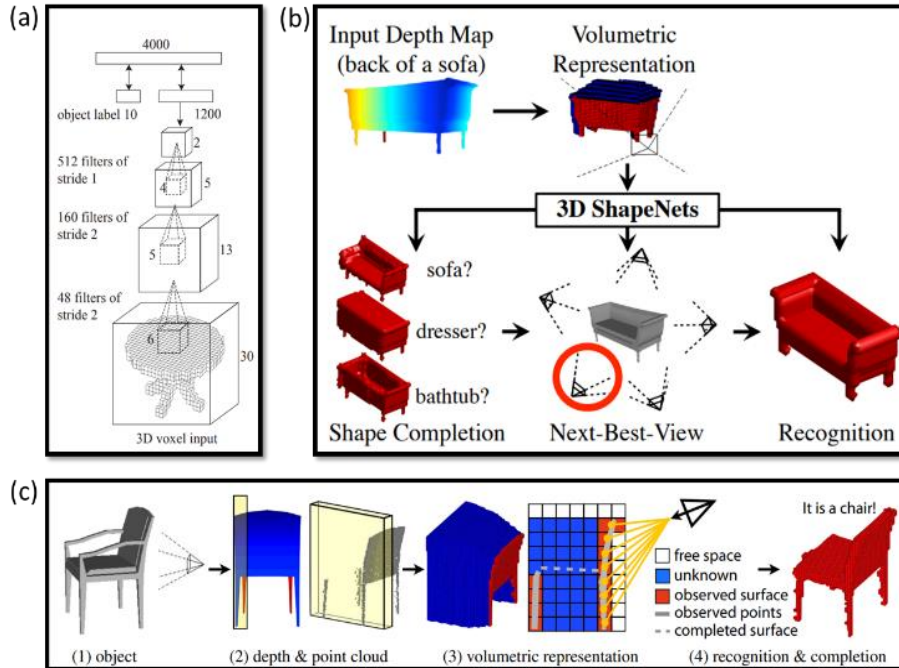 (a)
4000
object label 10
1200
2
512 filters of
stride 1
4
5
160 filters of
stride 2
5
13
48 filters of
stride 2
6
30
3D voxel input
(b)
Input Depth Map
(back of a sofa)
Volumetric
Representation
3D ShapeNets
sofa?
dresser?
bathtub?
Shape Completion
Next-Best-View
Recognition
(c)
It is a chair!
free space
unknown
observed surface
observed points
completed surface
(1) object
(2) depth & point cloud
(3) volumetric representation
(4) recognition & completion